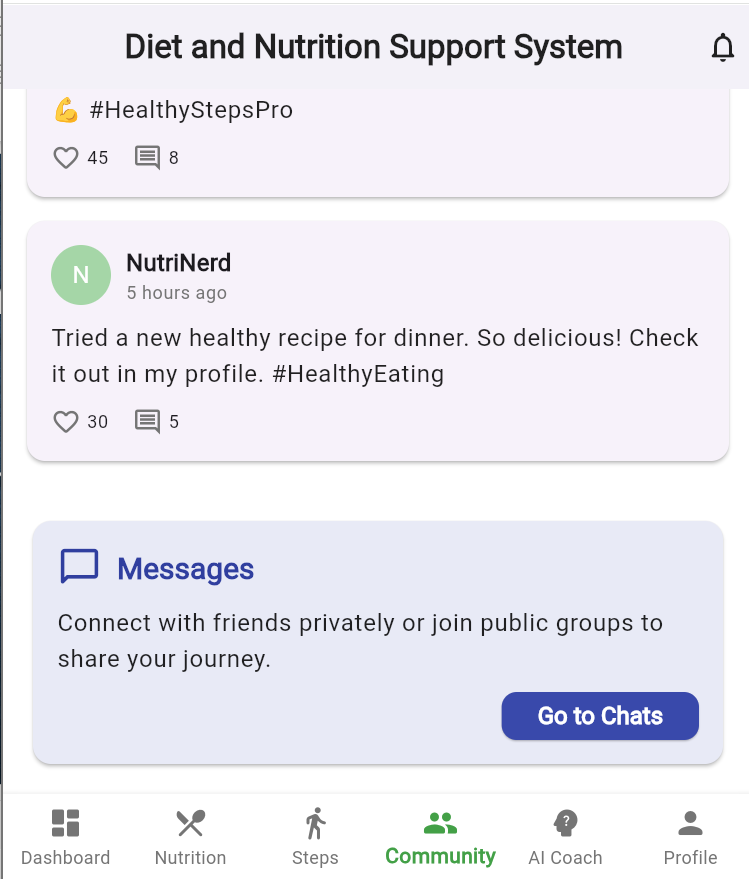 Diet and Nutrition Support System
💪 #HealthyStepsPro
45 8
N
NutriNerd
5 hours ago
Tried a new healthy recipe for dinner. So delicious! Check
it out in my profile. #HealthyEating
30 5
Messages
Connect with friends privately or join public groups to
share your journey.
Go to Chats
?
Dashboard Nutrition Steps Community AI Coach Profile